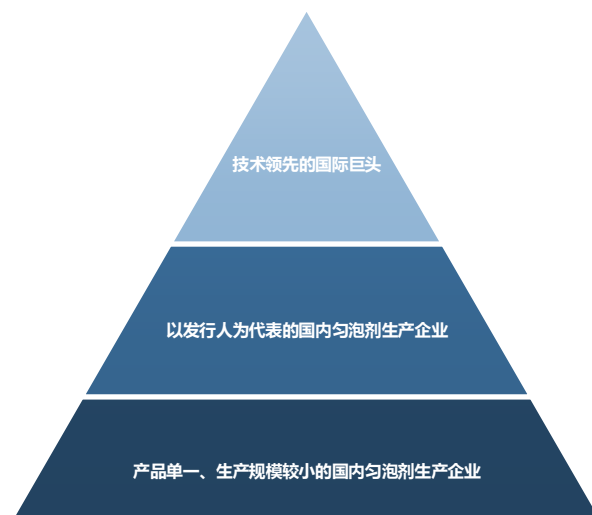 技术领先的国际巨头
以发行人为代表的国内匀泡剂生产企业
产品单一、生产规模较小的国内匀泡剂生产企业